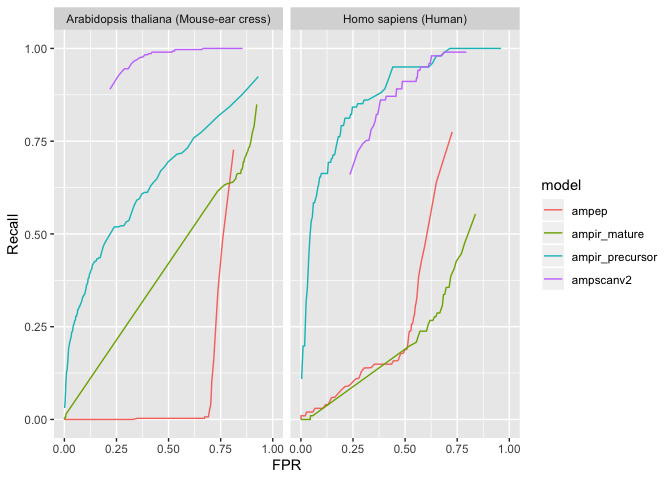 Arabidopsis thaliana (Mouse-ear cress)
Homo sapiens (Human)
1.00
0.75
0.50
0.25
0.00
Recall
0.00 0.25 0.50 0.75 1.00
0.00 0.25 0.50 0.75 1.00
FPR
model
ampep
ampir_mature
ampir_precursor
ampscanv2